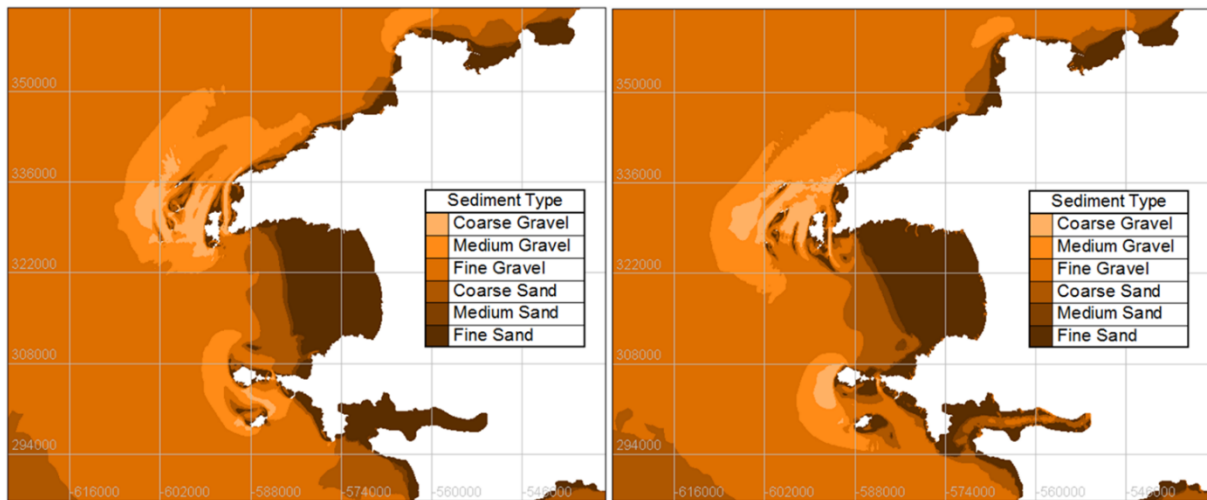 350000
336000
322000
308000
294000
-616000
-602000
-588000
-574000
-560000
-546000
Sediment Type
Coarse Gravel
Medium Gravel
Fine Gravel
Coarse Sand
Medium Sand
Fine Sand
350000
336000
322000
308000
294000
-616000
-602000
-588000
-574000
-560000
-546000
Sediment Type
Coarse Gravel
Medium Gravel
Fine Gravel
Coarse Sand
Medium Sand
Fine Sand